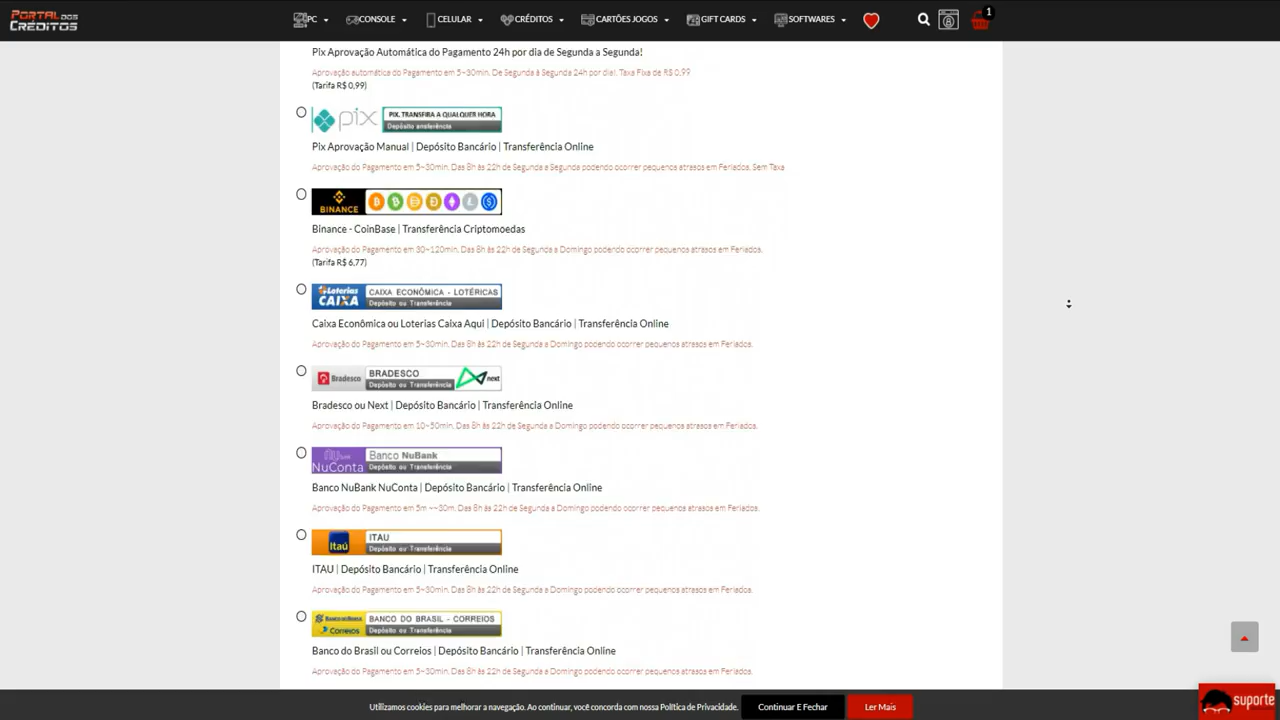 PORTAL DOS
CRÉDITOS
PC
CONSOLE
CELULAR
CRÉDITOS
CARTÕES JOGOS
GIFT CARDS
SOFTWARES
1
Pix Aprovação Automática do Pagamento 24h por dia de Segunda a Segunda!
Aprovação automática do Pagamento em 5~30min. De Segunda à Segunda 24h por dia!. Taxa Fixa de R$ 0,99
(Tarifa R$ 0,99)
pix
PIX. TRANSFIRA A QUALQUER HORA
Pix Aprovação Manual | Depósito Bancário | Transferência Online
Aprovação do Pagamento em 5~30min. Das 8h às 22h de Segunda a Segunda podendo ocorrer pequenos atrasos em Feriados. Sem Taxa
BINANCE
Binance - CoinBase | Transferência Criptomoedas
Aprovação do Pagamento em 30~120min. Das 8h às 22h de Segunda a Domingo podendo ocorrer pequenos atrasos em Feriados.
(Tarifa R$ 6,77)
Loterias
CAIXA
CAIXA ECONÔMICA - LOTÉRICAS
Depósito ou Transferência
Caixa Econômica ou Loterias Caixa Aqui | Depósito Bancário | Transferência Online
Aprovação do Pagamento em 5~30min. Das 8h às 22h de Segunda a Domingo podendo ocorrer pequenos atrasos em Feriados.
Bradesco
BRADESCO
Depósito ou Transferência
next
Bradesco ou Next | Depósito Bancário | Transferência Online
Aprovação do Pagamento em 10~50min. Das 8h às 22h de Segunda a Domingo podendo ocorrer pequenos atrasos em Feriados.
NuConta
Banco NuBank
Depósito ou Transferência
Banco NuBank NuConta | Depósito Bancário | Transferência Online
Aprovação do Pagamento em 5m ~~30m. Das 8h às 22h de Segunda a Domingo podendo ocorrer pequenos atrasos em Feriados.
Itaú
ITAU
Depósito ou Transferência
ITAU | Depósito Bancário | Transferência Online
Aprovação do Pagamento em 5~30min. Das 8h às 22h de Segunda a Domingo podendo ocorrer pequenos atrasos em Feriados.
Correios
BANCO DO BRASIL - CORREIOS
Depósito ou Transferência
Banco do Brasil ou Correios | Depósito Bancário | Transferência Online
Aprovação do Pagamento em 5~30min. Das 8h às 22h de Segunda a Domingo podendo ocorrer pequenos atrasos em Feriados.
Utilizamos cookies para melhorar a navegação. Ao continuar, você concorda com nossa Política de Privacidade.
Continuar E Fechar
Ler Mais
suporte